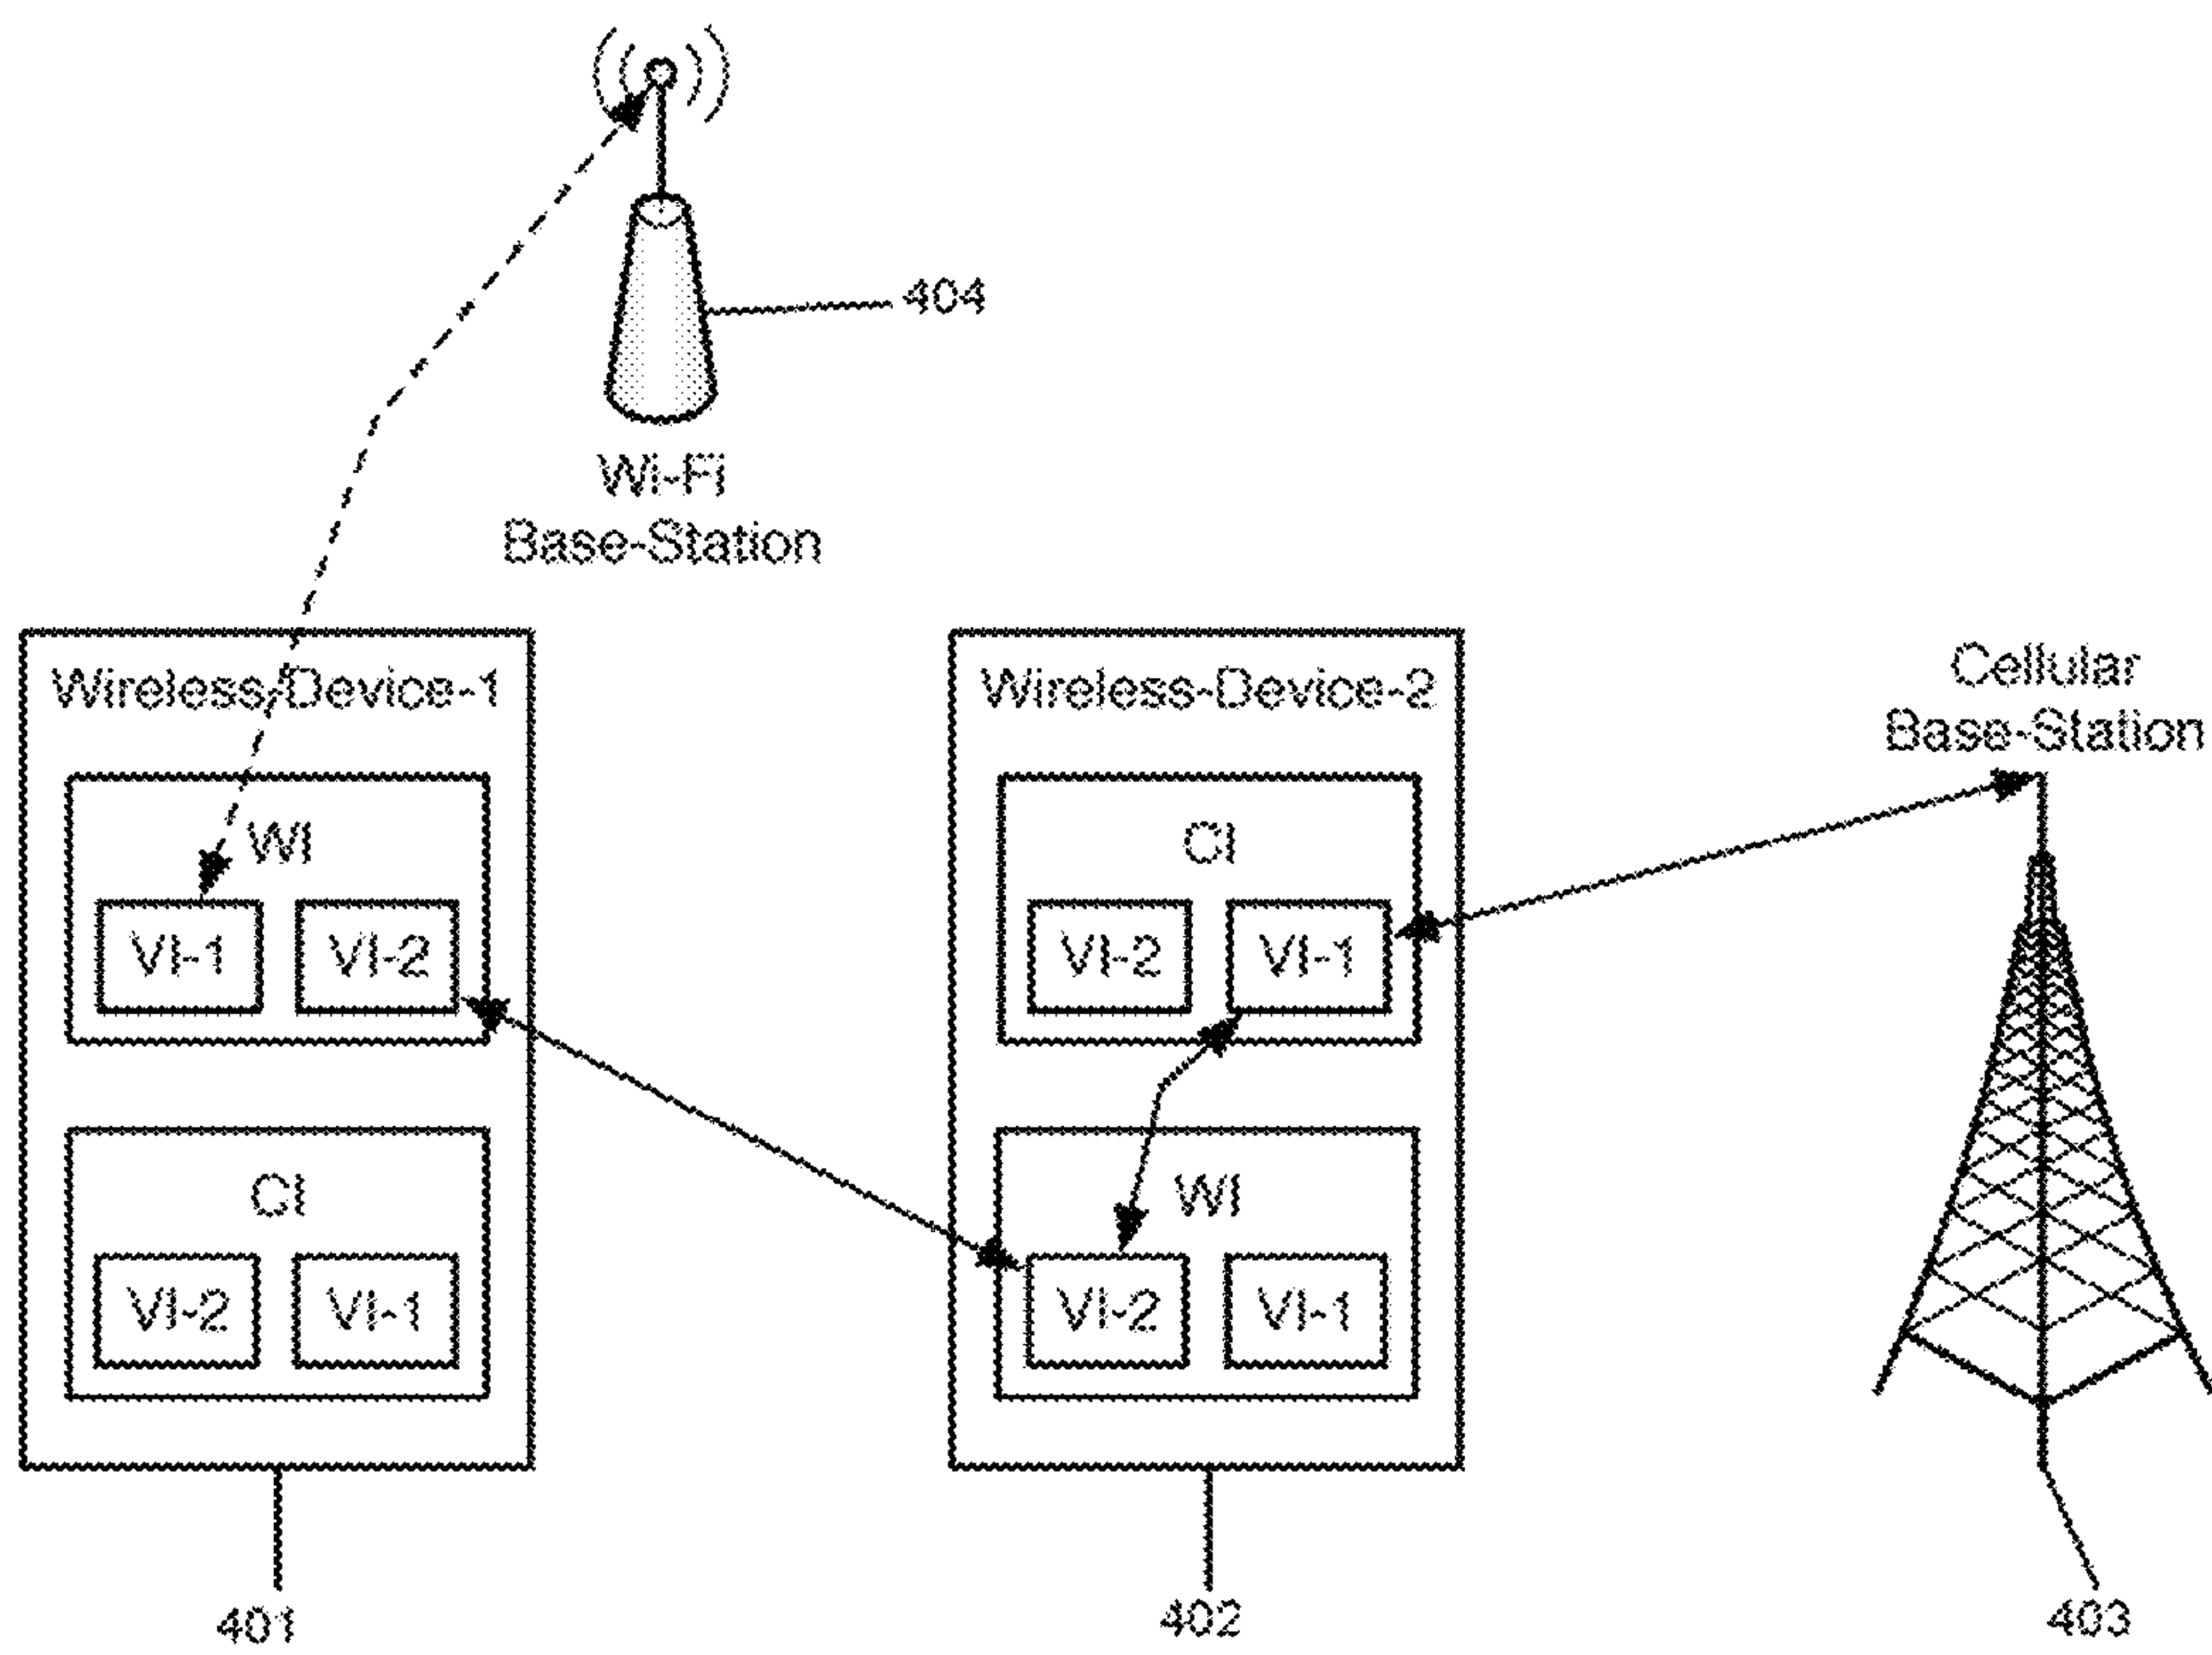 404
Wi-Fi
Base-Station
Wireless-Device-1
WI
VI-1
VI-2
CI
VI-2
VI-1
401
Wireless-Device-2
CI
VI-2
VI-1
WI
VI-2
VI-1
402
Cellular
Base-Station
403